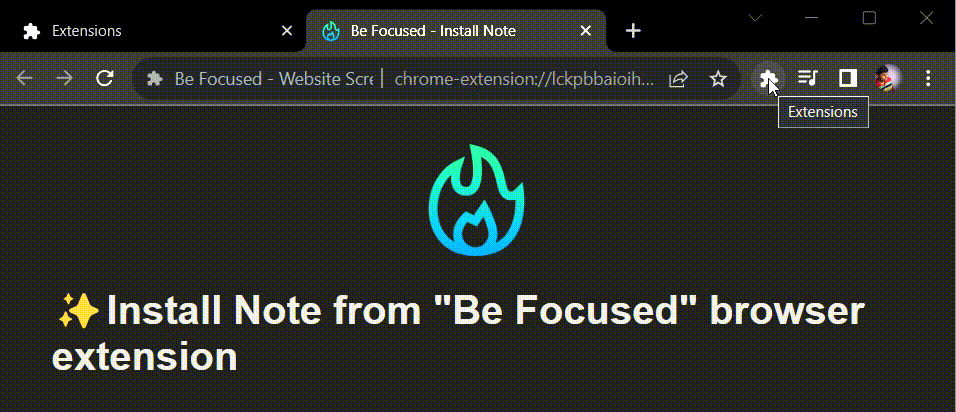 Extensions
Be Focused - Install Note
Be Focused - Website Scre
chrome-extension://lckpbbaioih...
Extensions
✨Install Note from "Be Focused" browser
extension